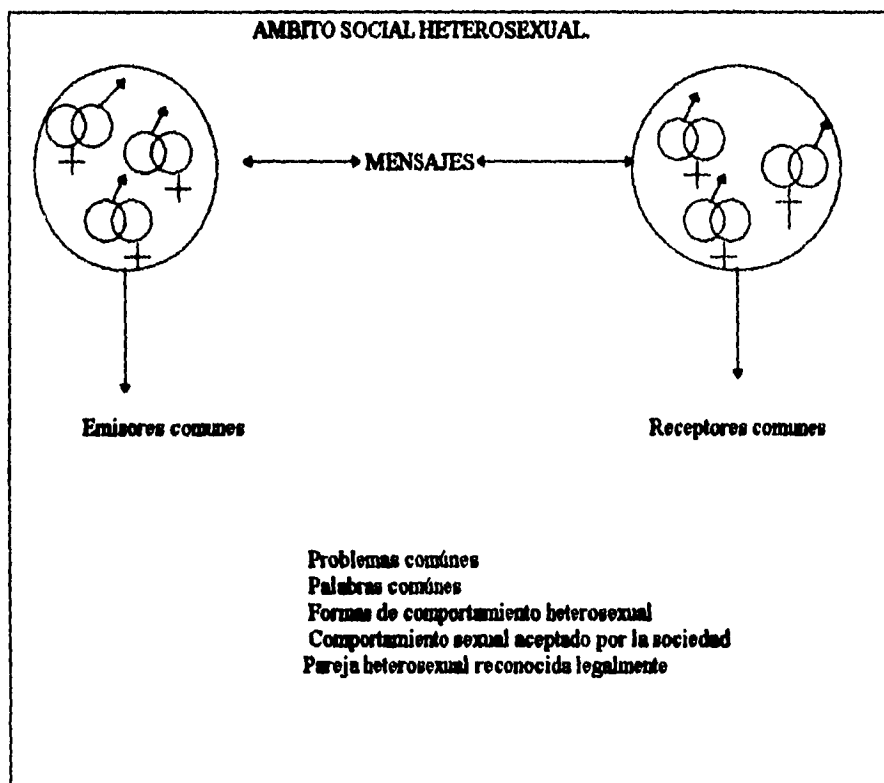 AMBITO SOCIAL HETEROSEXUAL.
MENSAJES
Emisores comunes
Receptores comunes
Problemas comúnes
Palabras comúnes
Formas de comportamiento heterosexual
Comportamiento sexual aceptado por la sociedad
Pareja heterosexual reconocida legalmente